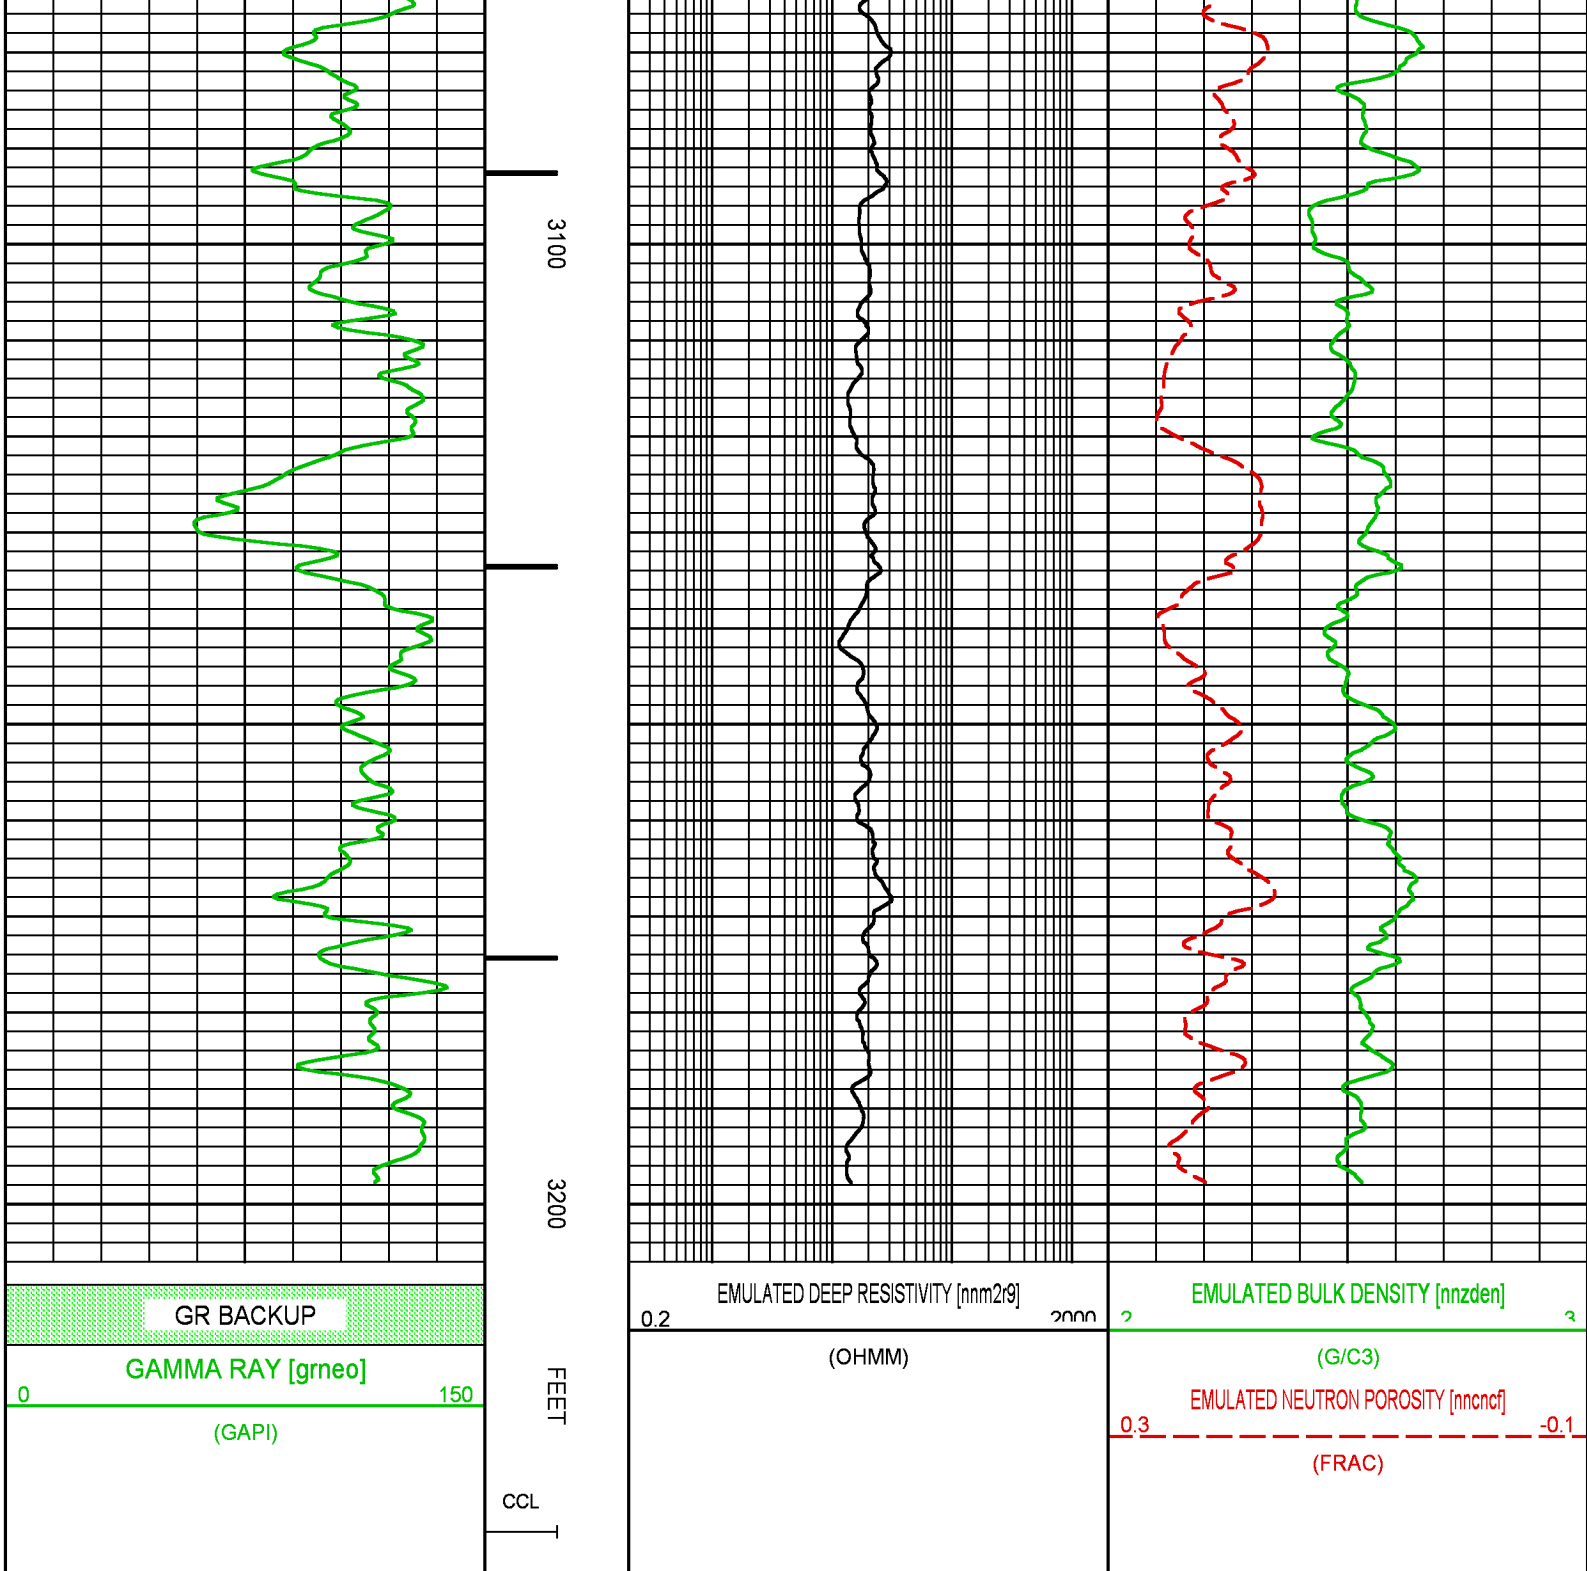 3100
3200
FEET
CCL
GR BACKUP
GAMMA RAY [grneo]
0 150
(GAPI)
EMULATED DEEP RESISTIVITY [nnm2r9]
0.2 2000
(OHMM)
EMULATED BULK DENSITY [nnzden]
2 3
(G/C3)
EMULATED NEUTRON POROSITY [nncncf]
0.3 -0.1
(FRAC)